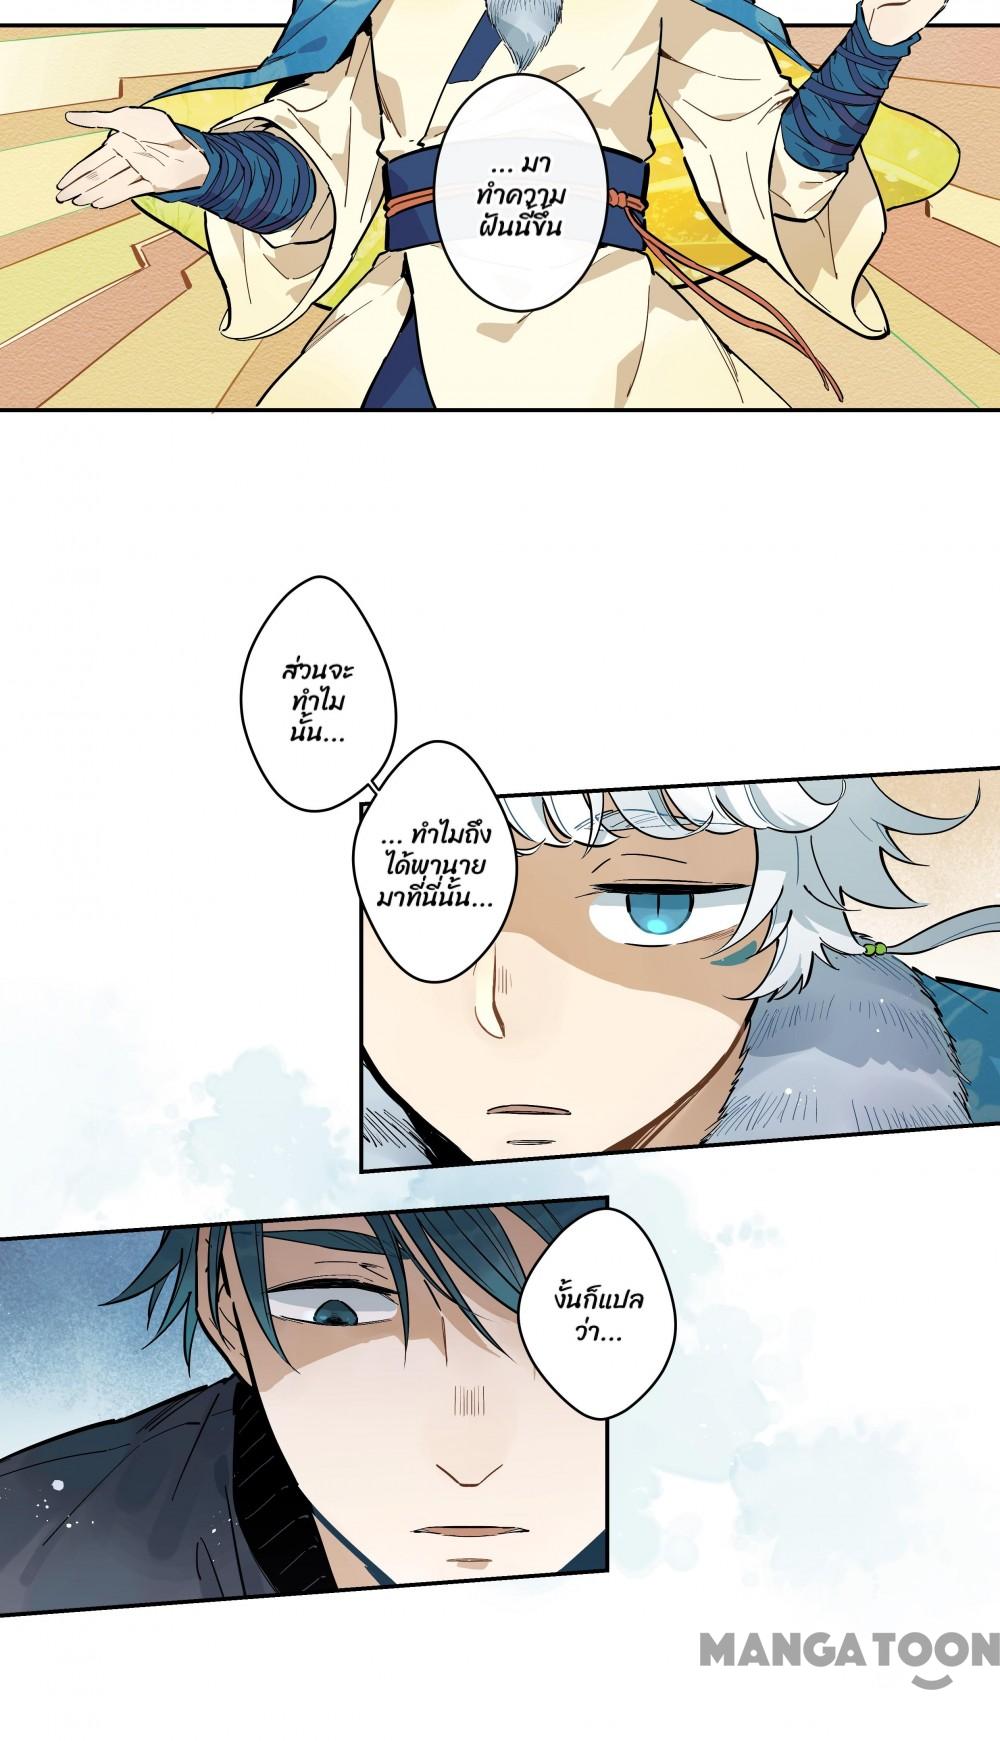 ... มา
ทำความ
ฝันนี้ขึ้น
ส่วนจะ
ทำไม
นั้น...
... ทำไมถึง
ได้พานาย
มาที่นี่นั้น...
งั้นก็แปล
ว่า...
MANGATOON